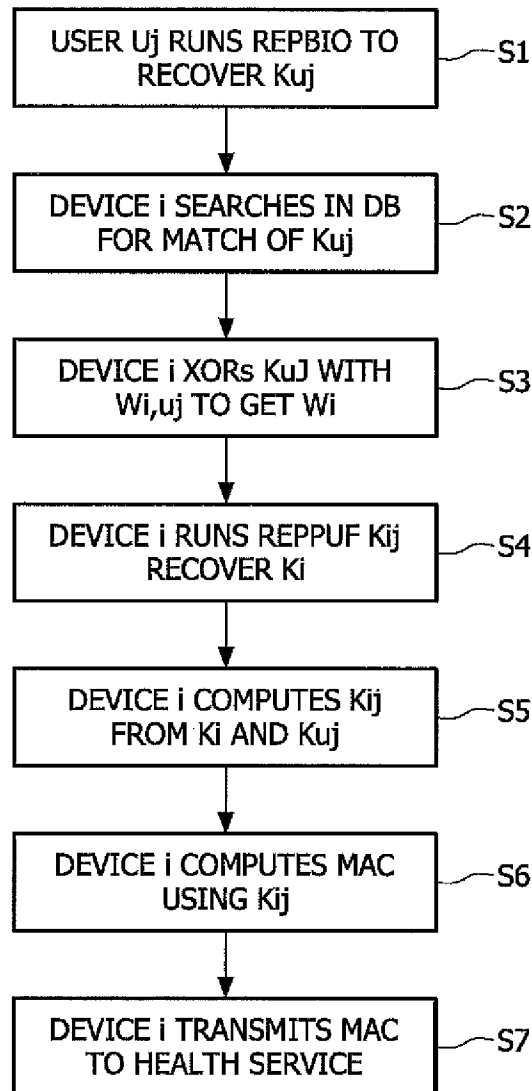 USER Uj RUNS REPBIO TO
RECOVER Kuj
S1
DEVICE i SEARCHES IN DB
FOR MATCH OF Kuj
S2
DEVICE i XORs KuJ WITH
Wi,uj TO GET Wi
S3
DEVICE i RUNS REPPUF Kij
RECOVER Ki
S4
DEVICE i COMPUTES Kij
FROM Ki AND Kuj
S5
DEVICE i COMPUTES MAC
USING Kij
S6
DEVICE i TRANSMITS MAC
TO HEALTH SERVICE
S7